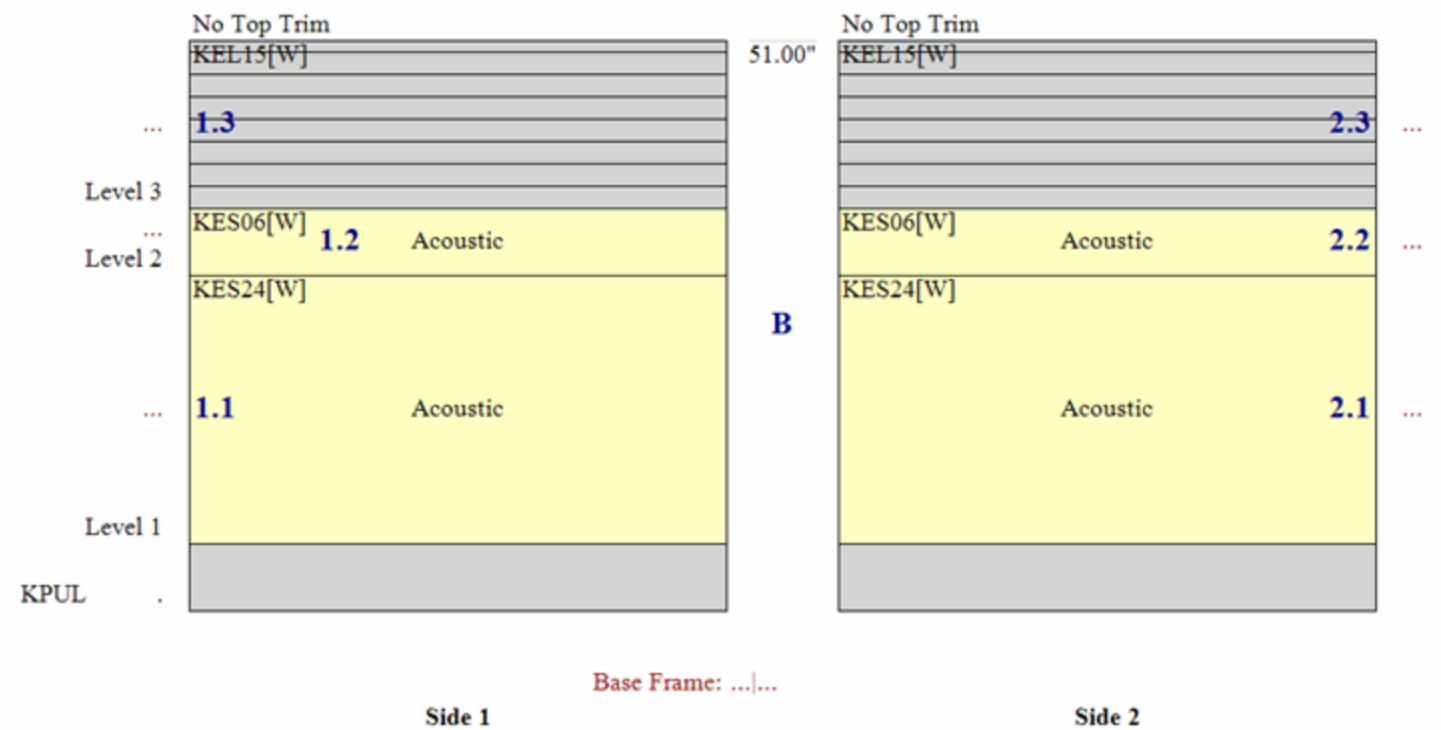 No Top Trim No Top Trim
KEL15[W] 51.00" KEL15[W]
... 1.3 2.3 ...
Level 3
KES06[W] KES06[W]
... 1.2 Acoustic Acoustic 2.2 ...
Level 2
KES24[W] KES24[W]
B
... 1.1 Acoustic Acoustic 2.1 ...
Level 1
KPUL .
Base Frame: ...|...
Side 1 Side 2